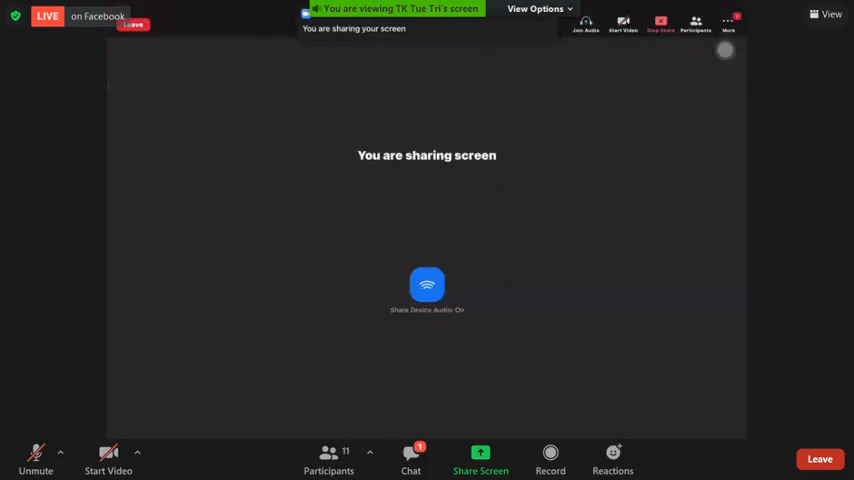 LIVE on Facebook
Leave
You are viewing TK Tue Tri's screen
View Options
You are sharing your screen
Join Audio
Start Video
Stop Share
Participants
More
View
You are sharing screen
Share Device Audio: On
Unmute
Start Video
11
Participants
1
Chat
Share Screen
Record
Reactions
Leave